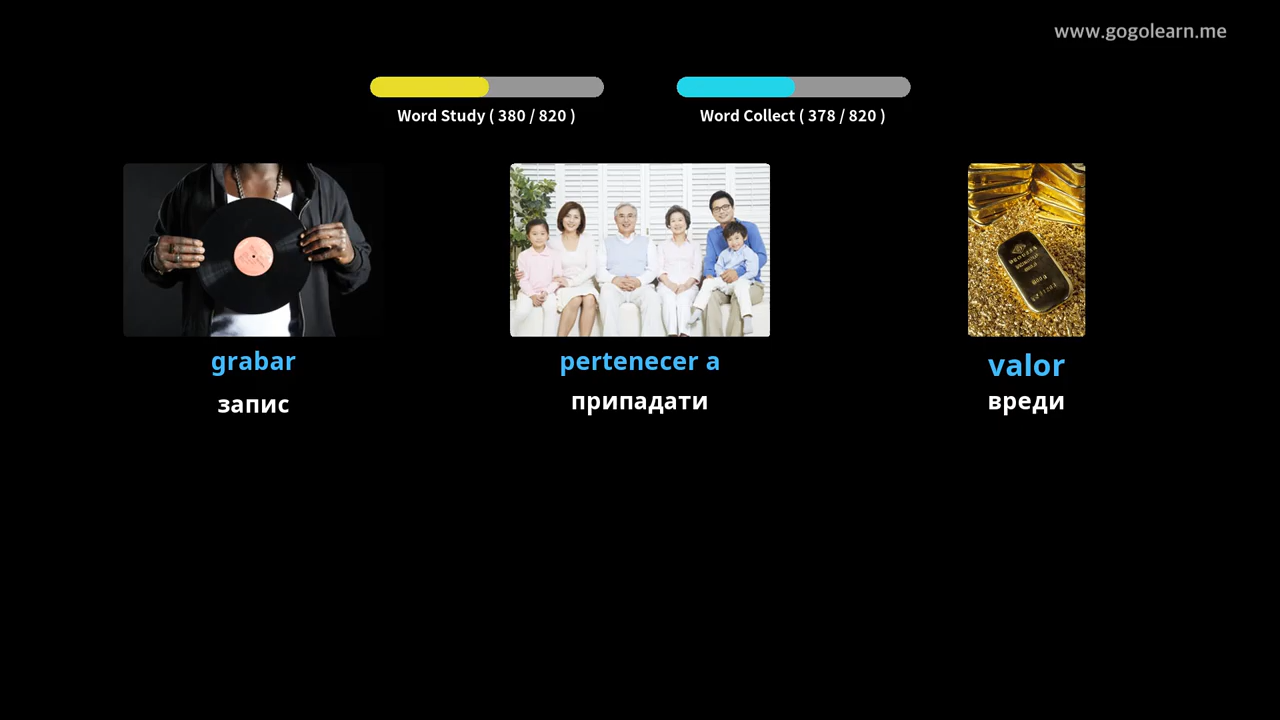 www.gogolearn.me
Word Study ( 380 / 820 )
Word Collect ( 378 / 820 )
grabar
pertenecer a
valor
запис
припадати
вреди